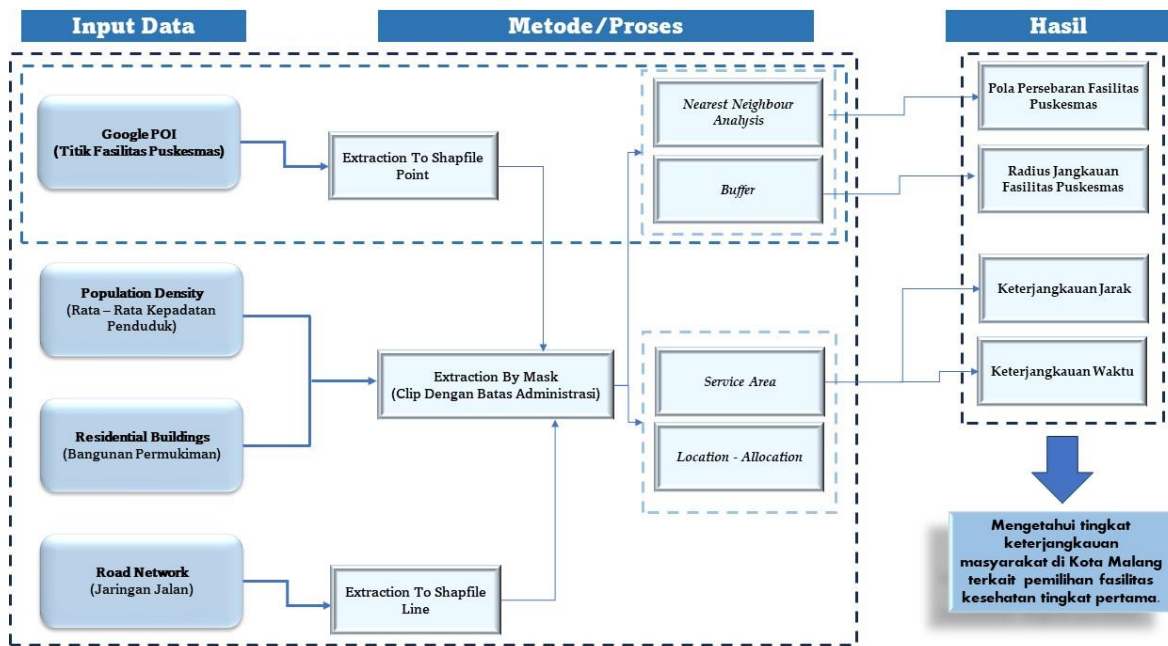 Input Data
Metode/Proses
Hasil
Google POI
(Titik Fasilitas Puskesmas)
Extraction To Shapfile
Point
Nearest Neighbour
Analysis
Buffer
Pola Persebaran Fasilitas
Puskesmas
Radius Jangkauan
Fasilitas Puskesmas
Population Density
(Rata – Rata Kepadatan
Penduduk)
Residential Buildings
(Bangunan Permukiman)
Extraction By Mask
(Clip Dengan Batas Administrasi)
Service Area
Location - Allocation
Keterjangkauan Jarak
Keterjangkauan Waktu
Road Network
(Jaringan Jalan)
Extraction To Shapfile
Line
Mengetahui tingkat
keterjangkauan
masyarakat di Kota Malang
terkait pemilihan fasilitas
kesehatan tingkat pertama.